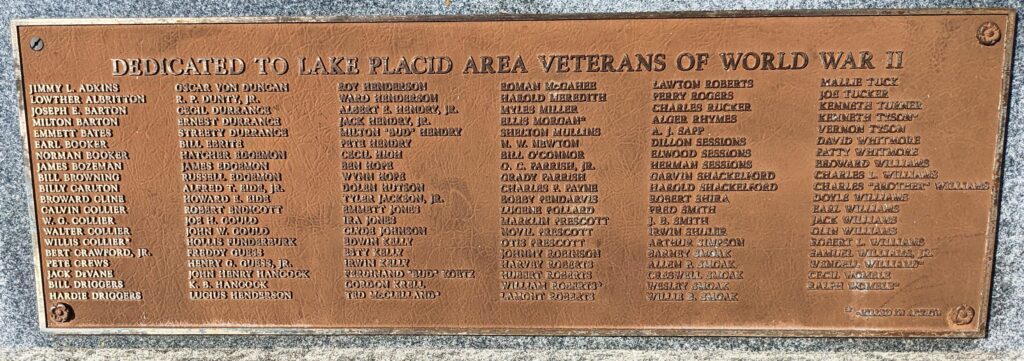 DEDICATED TO LAKE PLACID AREA VETERANS OF WORLD WAR II
JIMMY L. ADKINS
LOWTHER ALBRITTON
JOSEPH E. BARTON
MILTON BARTON
EMMETT BATES
EARL BOOKER
NORMAN BOOKER
JAMES BOZEMAN
BILL BROWNING
BILLY CARLTON
BROWARD CLINE
CALVIN COLLIER
W. G. COLLIER
WALTER COLLIER
WILLIS COLLIER*
BERT CRAWFORD, JR.
PETE CREWS
JACK DeVANE
BILL DRIGGERS
HARDIE DRIGGERS
OSCAR VON DUNCAN
R. P. DUNTY, JR.
CECIL DURRANCE*
ERNEST DURRANCE
STREETY DURRANCE
BILL EBRITE
HATCHER EDGEMON
JAMES EDGEMON
RUSSELL EDGEMON
ALFRED T. EIDE, JR.
HOWARD E. EIDE
ROBERT ENDICOTT
JOE H. GOULD
JOHN W. GOULD
HOLLIS FUNDERBURK
FREDDY GUESS
HENRY G. GUESS, JR.
JOHN HENRY HANCOCK
K. B. HANCOCK
LUCIUS HENDERSON
ROY HENDERSON
WARD HENDERSON
ALBERT R. HENDRY, JR.
JACK HENDRY, JR.
MILTON "BUD" HENDRY
PETE HENDRY
CECIL HIGH
BEN HOPE
WYNN HOPE
DOLEN HUTSON
TYLER JACKSON, JR.
EMMETT JONES
IRA JONES
CLYDE JOHNSON
EDWIN KELLY
ESTY KELLY
IRWIN KELLY
FERDINAND "BUD" KOETZ
GORDON KRELL
TED McCLELLAND*
ROMAN McGAHEE
HAROLD MEREDITH
MYLES MILLER
ELLIS MORGAN*
SHELTON MULLINS
N. W. NEWTON
BILL O'CONNOR
O. C. PARRISH, JR.
GRADY PARRISH
CHARLES F. PAYNE
BOBBY PENDARVIS
LUGENE POLLARD
MARKLIN PRESCOTT
NOVIL PRESCOTT
OTIS PRESCOTT
JOHNNY ROBINSON
HARVEY ROBERTS
HUBERT ROBERTS
WILLIAM ROBERTS*
LAMONT ROBERTS
LAWTON ROBERTS
PERRY ROGERS
CHARLES RUCKER
ALGER RHYMES
A. J. SAPP
DILLON SESSIONS
ELWOOD SESSIONS
HERMAN SESSIONS
GARVIN SHACKELFORD
HAROLD SHACKELFORD
ROBERT SHIRA
FRED SMITH
J. B. SMITH
IRWIN SHULER
ARTHUR SIMPSON
BARNEY SMOAK
ALLEN P. SMOAK
CRESWELL SMOAK
WESLEY SMOAK
WILLIE B. SMOAK
MALLIE TUCK
JOE TUCKER
KENNETH TURNER
KENNETH TYSON*
VERNON TYSON
DAVID WHITMORE
PATTY WHITMORE
BROWARD WILLIAMS
CHARLES L. WILLIAMS
CHARLES "BROTHER" WILLIAMS
DOYLE WILLIAMS
EARL WILLIAMS
JACK WILLIAMS
OLIN WILLIAMS
ROBERT L. WILLIAMS
SAMUEL WILLIAMS, JR.
WENDELL WILLIAMS*
CECIL WOMBLE
RALPH WOMBLE*
* - KILLED IN ACTION